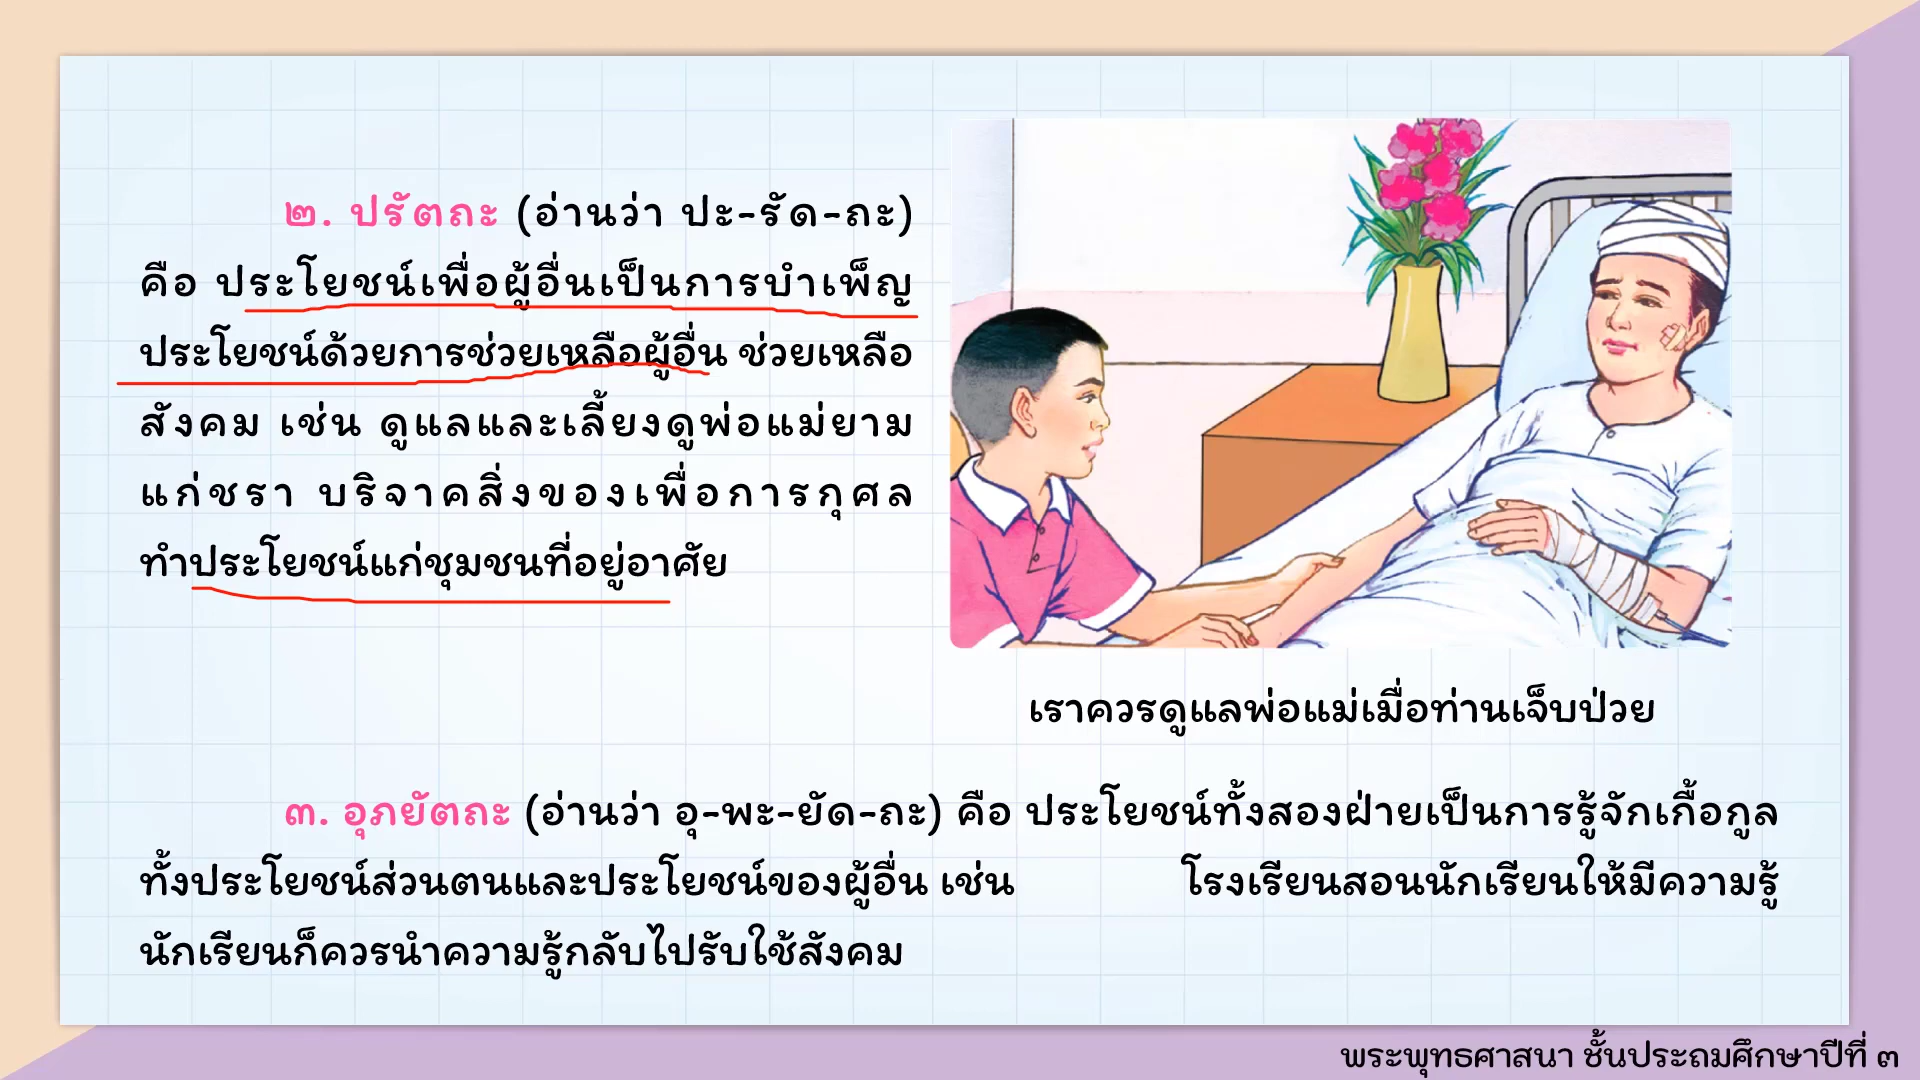 ๒. ปรัตถะ (อ่านว่า ปะ-รัด-ถะ)
คือ ประโยชน์เพื่อผู้อื่นเป็นการบำเพ็ญ
ประโยชน์ด้วยการช่วยเหลือผู้อื่น ช่วยเหลือ
สังคม เช่น ดูแลและเลี้ยงดูพ่อแม่ยาม
แก่ชรา บริจาคสิ่งของเพื่อการกุศล
ทำประโยชน์แก่ชุมชนที่อยู่อาศัย
เราควรดูแลพ่อแม่เมื่อท่านเจ็บป่วย
๓. อุภยัตถะ (อ่านว่า อุ-พะ-ยัด-ถะ) คือ ประโยชน์ทั้งสองฝ่ายเป็นการรู้จักเกื้อกูล
ทั้งประโยชน์ส่วนตนและประโยชน์ของผู้อื่น เช่น โรงเรียนสอนนักเรียนให้มีความรู้
นักเรียนก็ควรนำความรู้กลับไปรับใช้สังคม
พระพุทธศาสนา ชั้นประถมศึกษาปีที่ ๓